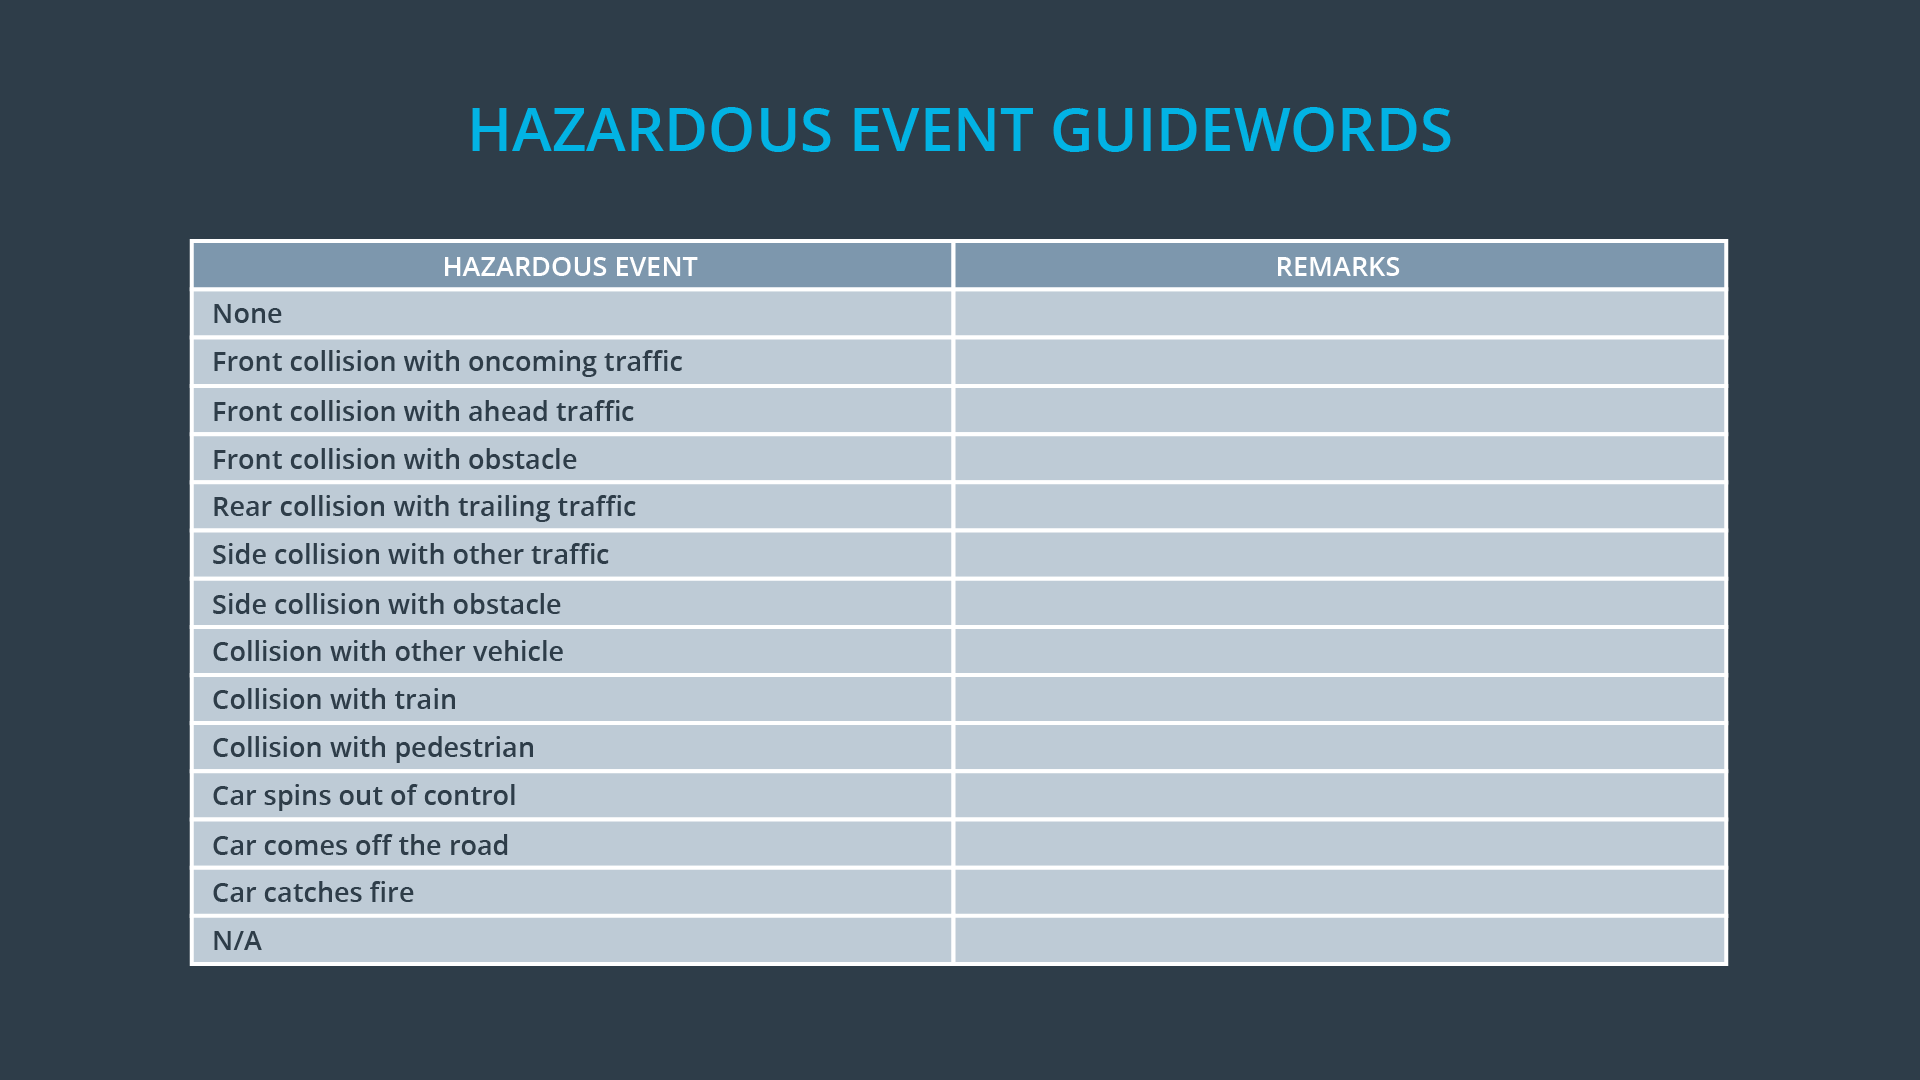 HAZARDOUS EVENT GUIDEWORDS
HAZARDOUS EVENT REMARKS
None
Front collision with oncoming traffic
Front collision with ahead traffic
Front collision with obstacle
Rear collision with trailing traffic
Side collision with other traffic
Side collision with obstacle
Collision with other vehicle
Collision with train
Collision with pedestrian
Car spins out of control
Car comes off the road
Car catches fire
N/A